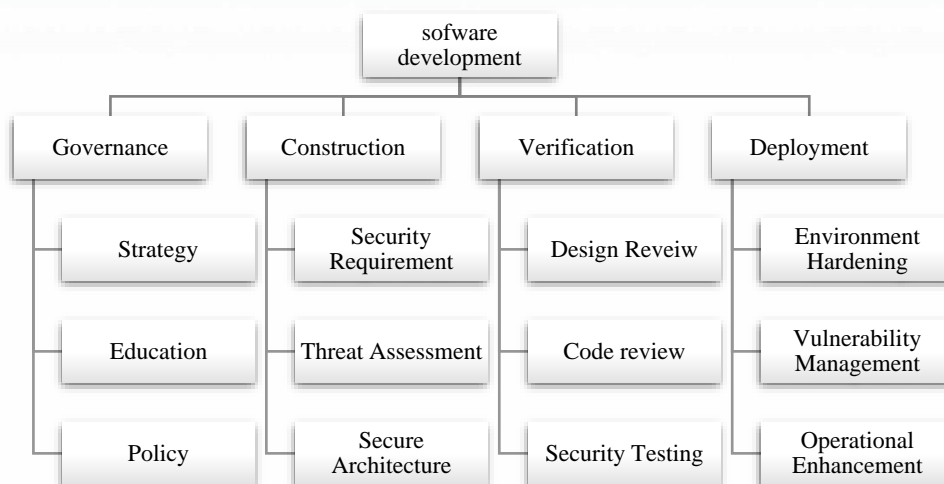 sofware
development
Governance
Construction
Verification
Deployment
Strategy
Security
Requirement
Design Reveiw
Environment
Hardening
Education
Threat Assessment
Code review
Vulnerability
Management
Policy
Secure
Architecture
Security Testing
Operational
Enhancement